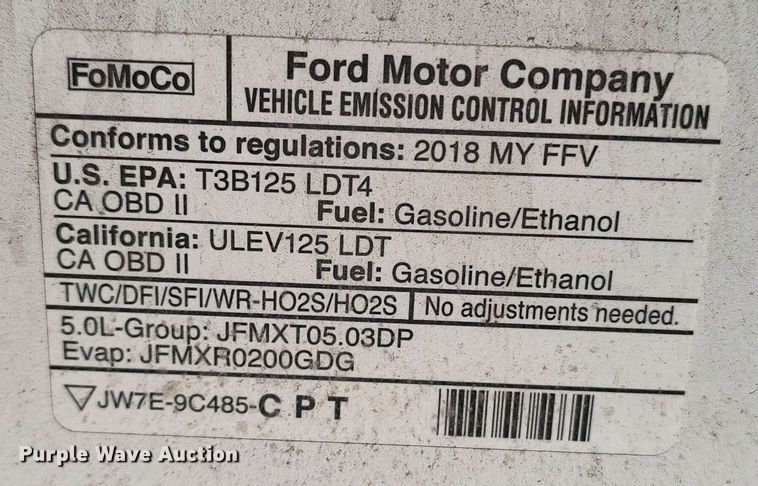 FoMoCo
Ford Motor Company
VEHICLE EMISSION CONTROL INFORMATION
Conforms to regulations: 2018 MY FFV
U.S. EPA: T3B125 LDT4
CA OBD II Fuel: Gasoline/Ethanol
California: ULEV125 LDT
CA OBD II Fuel: Gasoline/Ethanol
TWC/DFI/SFI/WR-HO2S/HO2S No adjustments needed.
5.0L-Group: JFMXT05.03DP
Evap: JFMXR0200GDG
JW7E-9C485-C P T
Purple Wave Auction